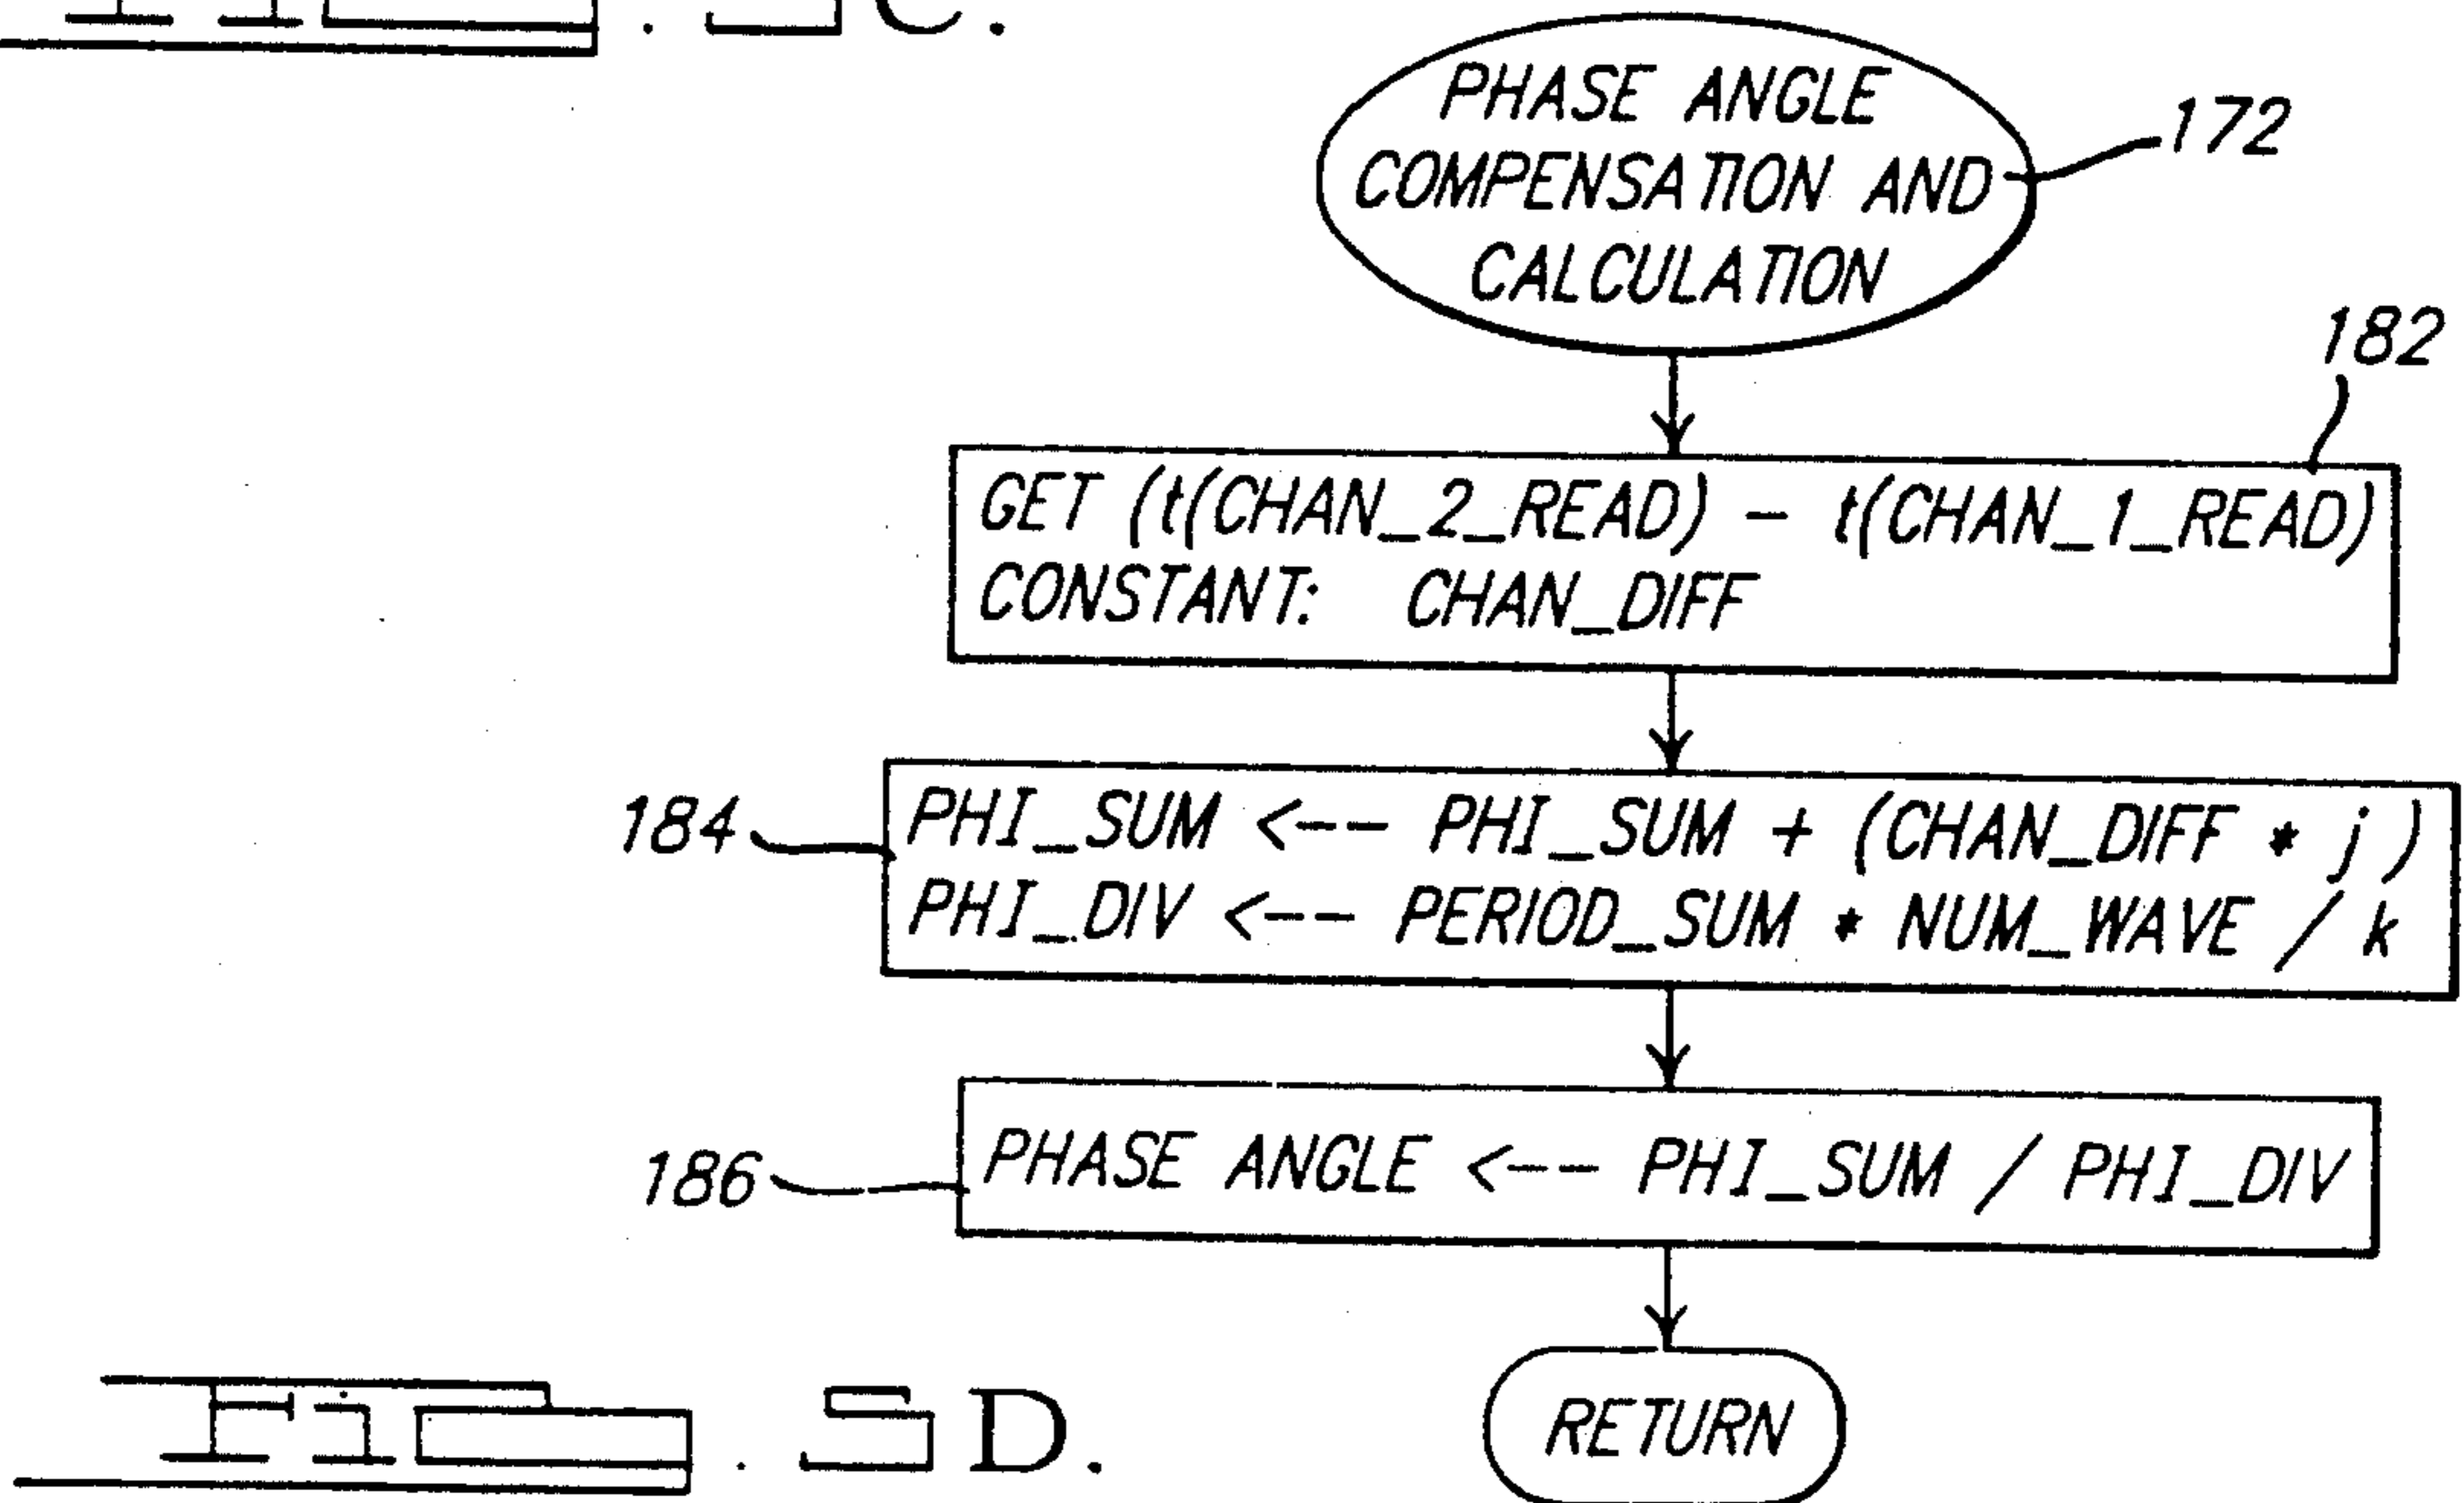 PHASE ANGLE
COMPENSATION AND
CALCULATION
172
182
GET (t(CHAN_2_READ) - t(CHAN_1_READ)
CONSTANT: CHAN_DIFF
184
PHI_SUM <-- PHI_SUM + (CHAN_DIFF * j )
PHI_DIV <-- PERIOD_SUM * NUM_WAVE / k
186
PHASE ANGLE <-- PHI_SUM / PHI_DIV
RETURN
FIG. 5D.